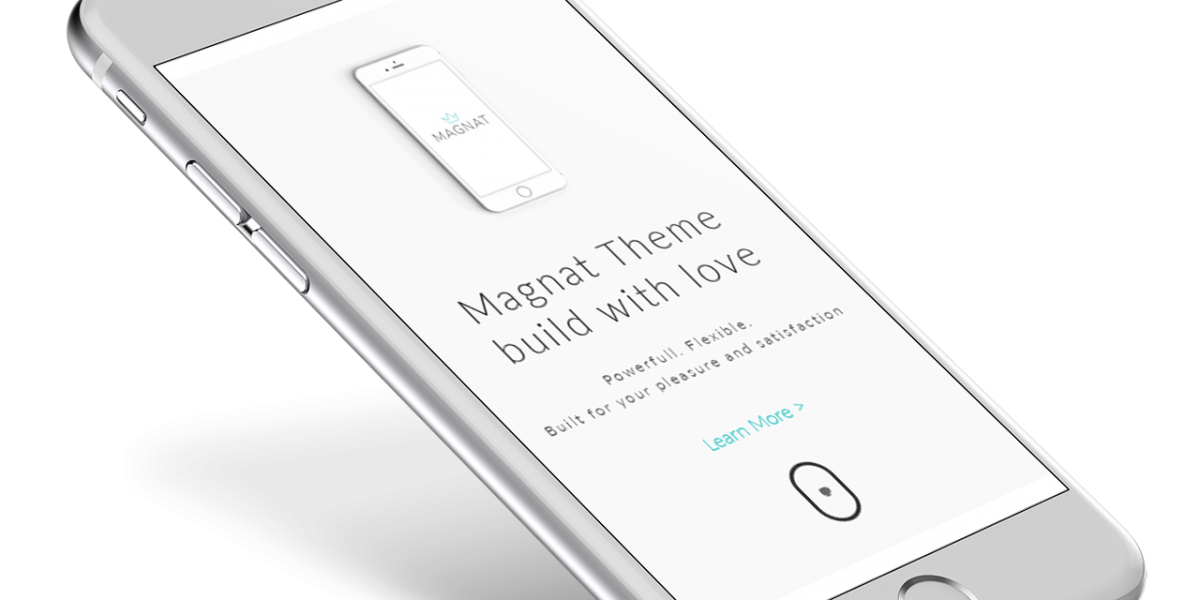 MAGNAT
Magnat Theme
build with love
Powerfull. Flexible.
Built for your pleasure and satisfaction
Learn More >